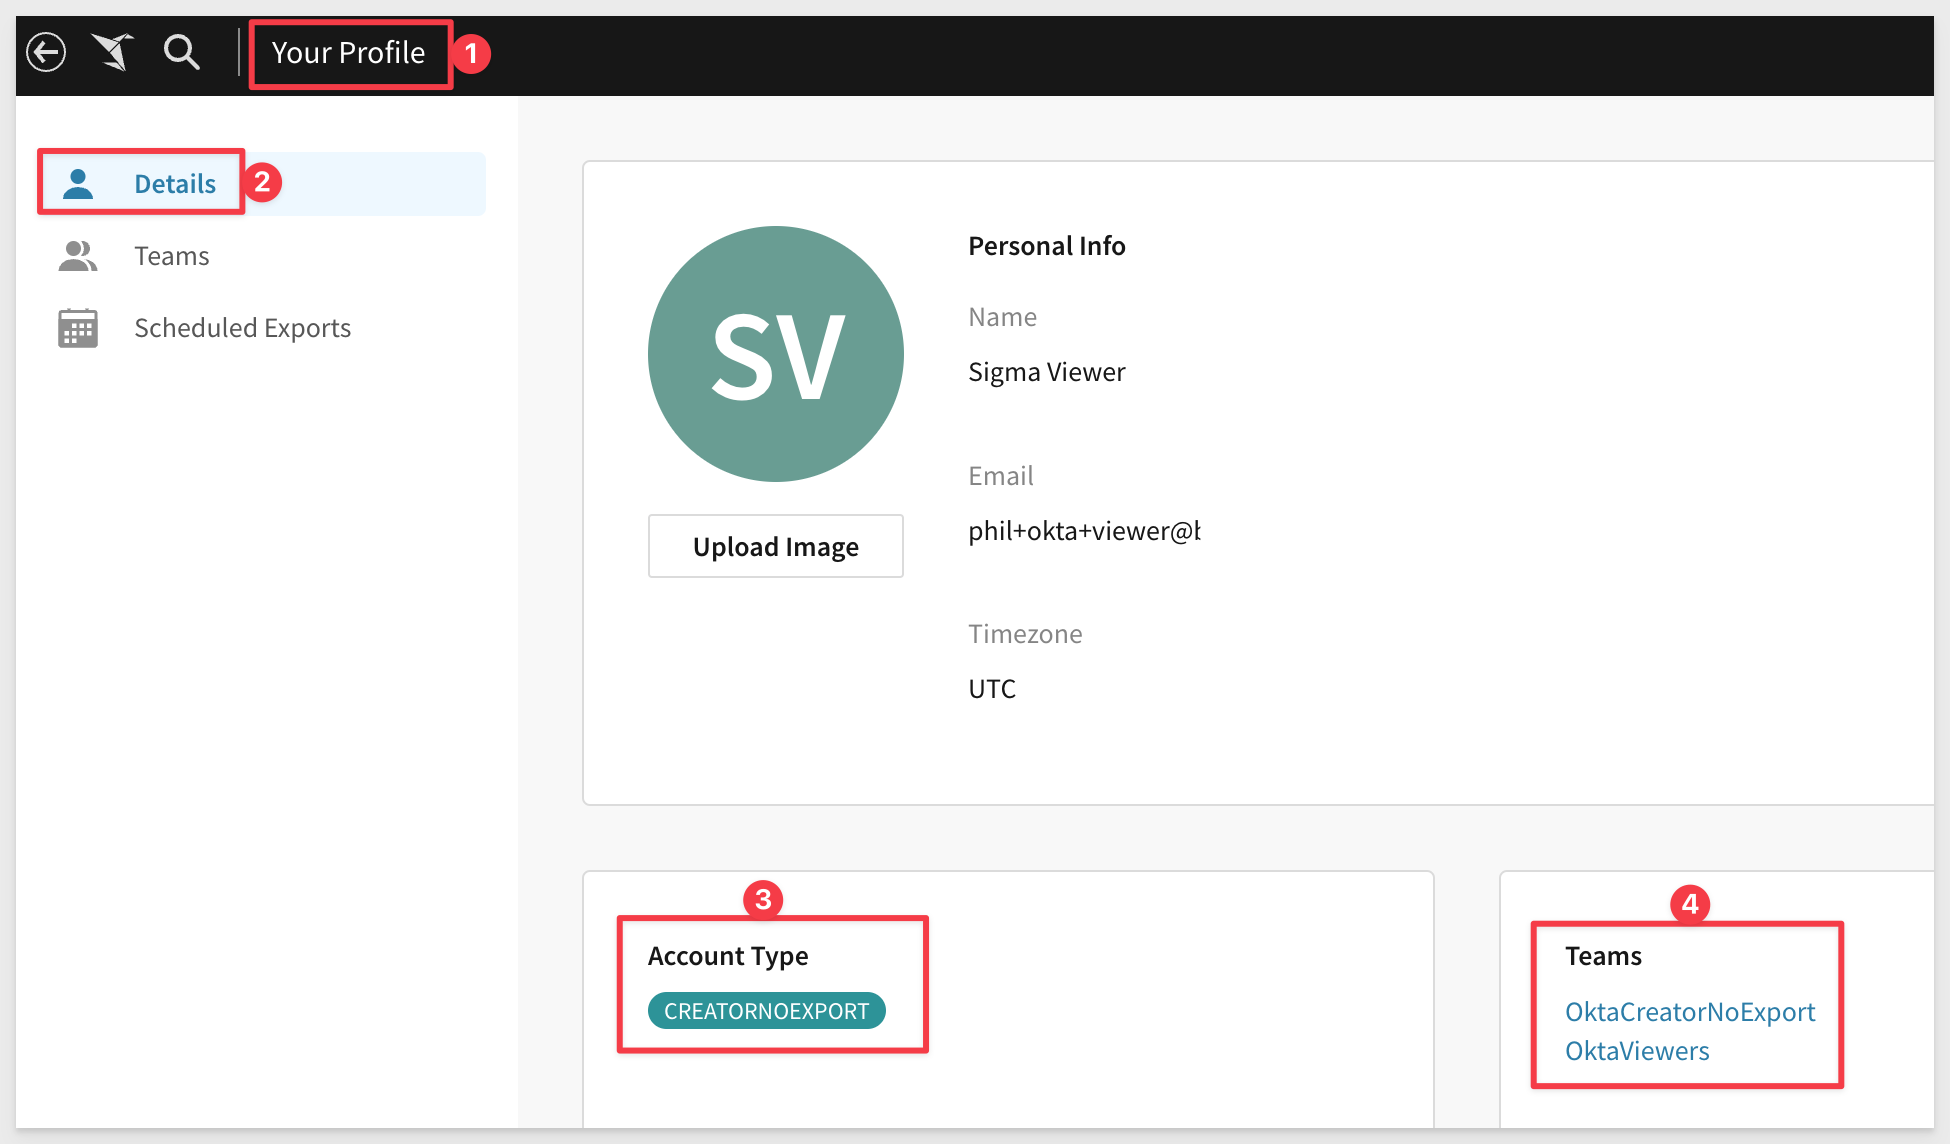 Your Profile
1
Details
2
Teams
Scheduled Exports
SV
Upload Image
Personal Info
Name
Sigma Viewer
Email
phil+okta+viewer@
Timezone
UTC
3
Account Type
CREATORNOEXPORT
4
Teams
OktaCreatorNoExport
OktaViewers